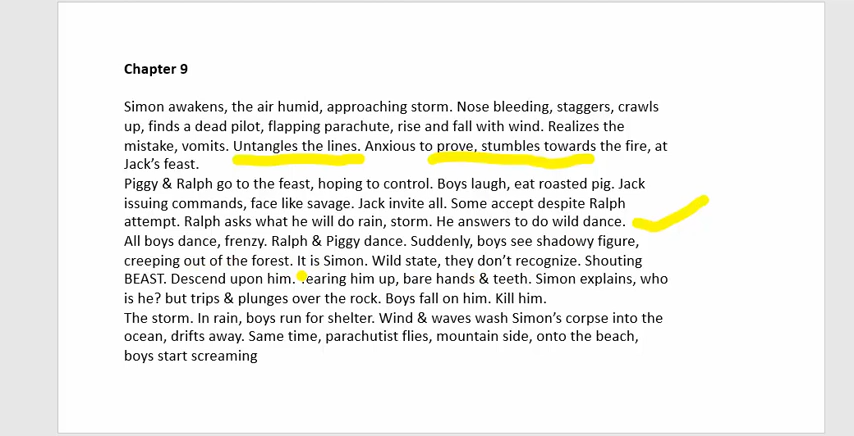 Chapter 9
Simon awakens, the air humid, approaching storm. Nose bleeding, staggers, crawls
up, finds a dead pilot, flapping parachute, rise and fall with wind. Realizes the
mistake, vomits. Untangles the lines. Anxious to prove, stumbles towards the fire, at
Jack's feast.
Piggy & Ralph go to the feast, hoping to control. Boys laugh, eat roasted pig. Jack
issuing commands, face like savage. Jack invite all. Some accept despite Ralph
attempt. Ralph asks what he will do rain, storm. He answers to do wild dance.
All boys dance, frenzy. Ralph & Piggy dance. Suddenly, boys see shadowy figure,
creeping out of the forest. It is Simon. Wild state, they don't recognize. Shouting
BEAST. Descend upon him. earing him up, bare hands & teeth. Simon explains, who
is he? but trips & plunges over the rock. Boys fall on him. Kill him.
The storm. In rain, boys run for shelter. Wind & waves wash Simon's corpse into the
ocean, drifts away. Same time, parachutist flies, mountain side, onto the beach,
boys start screaming